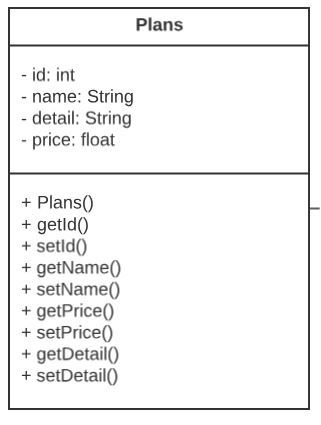 Plans
- id: int
- name: String
- detail: String
- price: float
+ Plans()
+ getId()
+ setId()
+ getName()
+ setName()
+ getPrice()
+ setPrice()
+ getDetail()
+ setDetail()